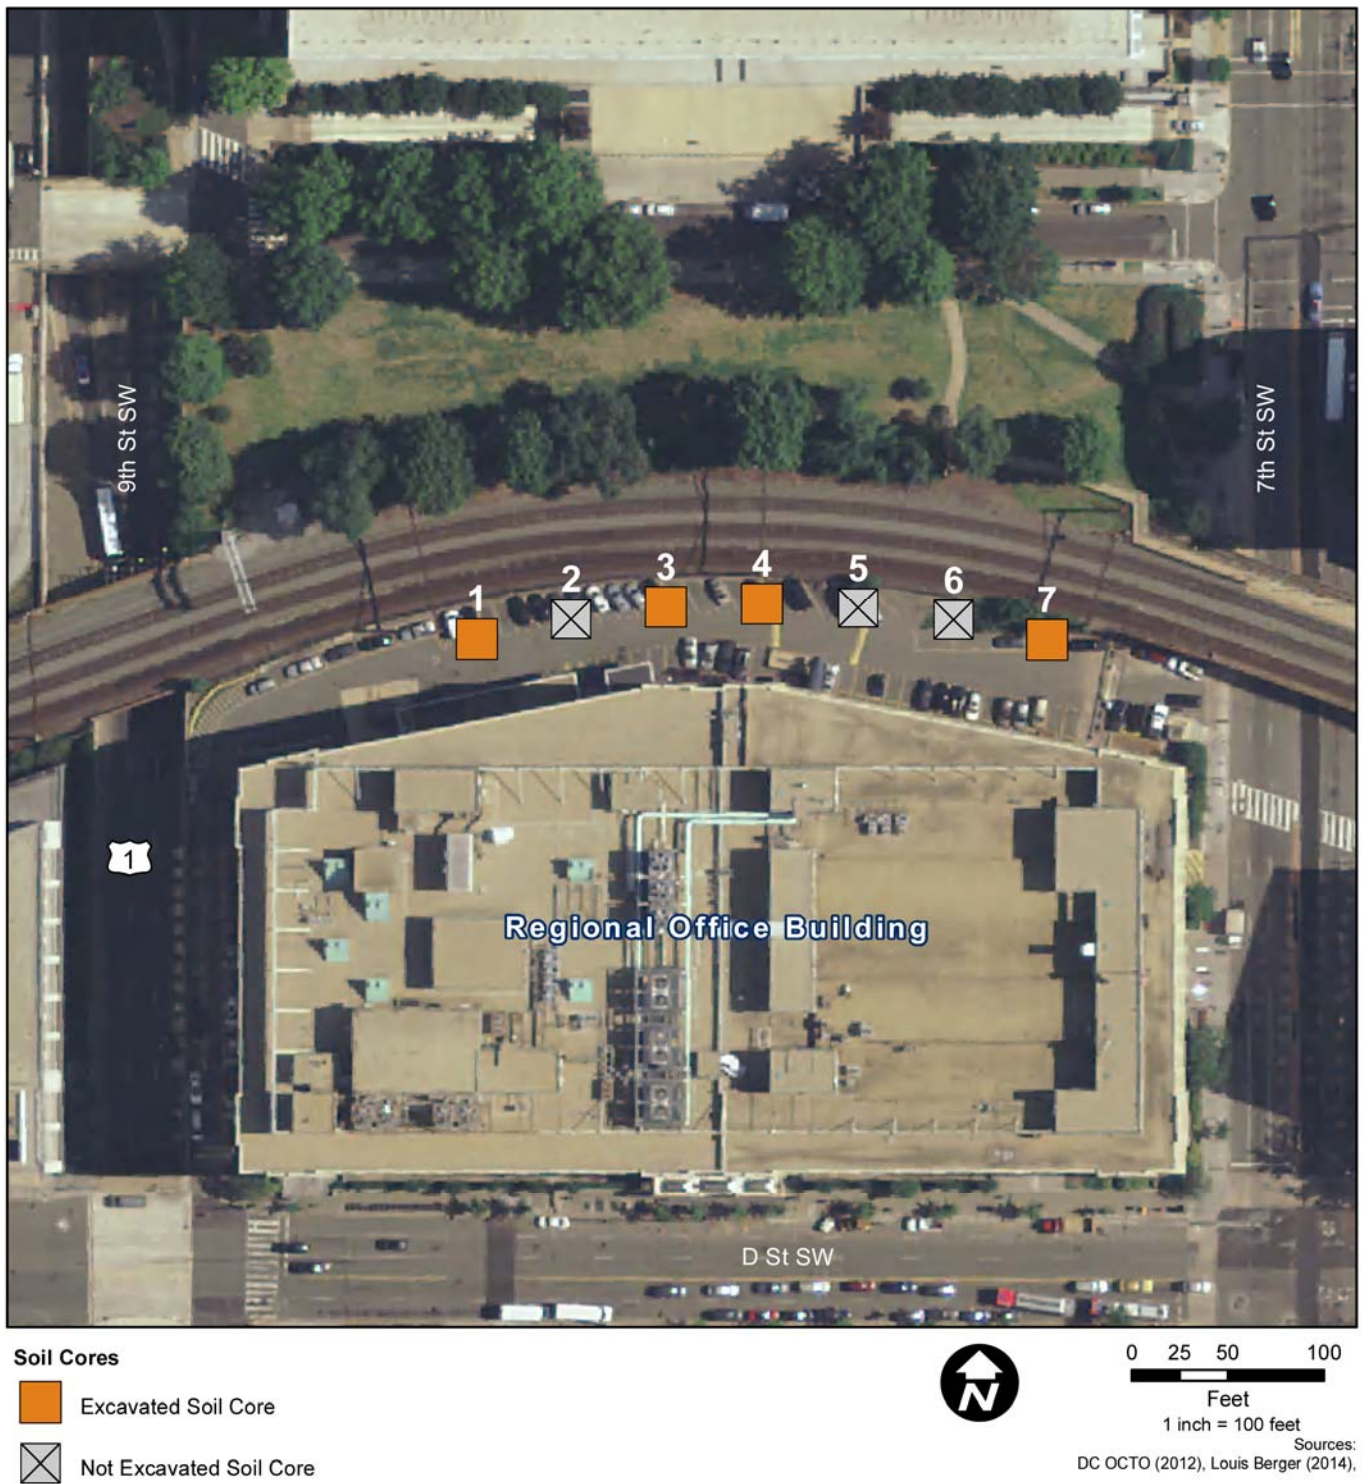 9th St SW
7th St SW
1
2
3
4
5
6
7
1
Regional Office Building
D St SW
Soil Cores
Excavated Soil Core
Not Excavated Soil Core
N
0 25 50 100
Feet
1 inch = 100 feet
Sources:
DC OCTO (2012), Louis Berger (2014),